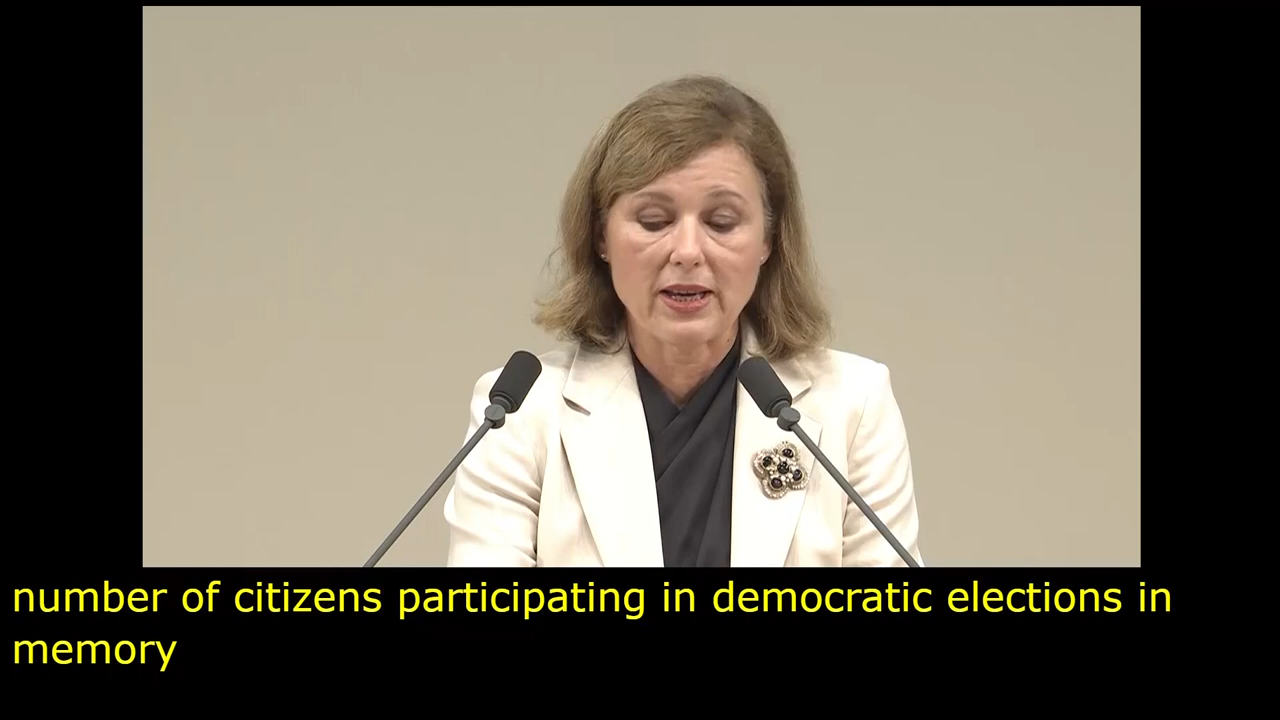 number of citizens participating in democratic elections in
memory